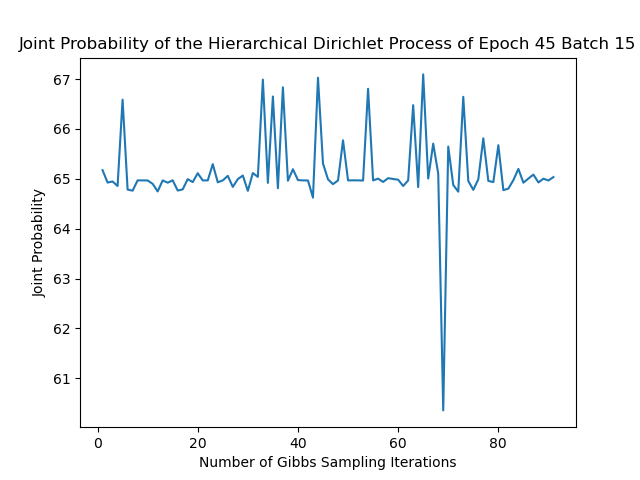 Joint Probability of the Hierarchical Dirichlet Process of Epoch 45 Batch 15
67
66
65
64
63
62
61
Joint Probability
0 20 40 60 80
Number of Gibbs Sampling Iterations